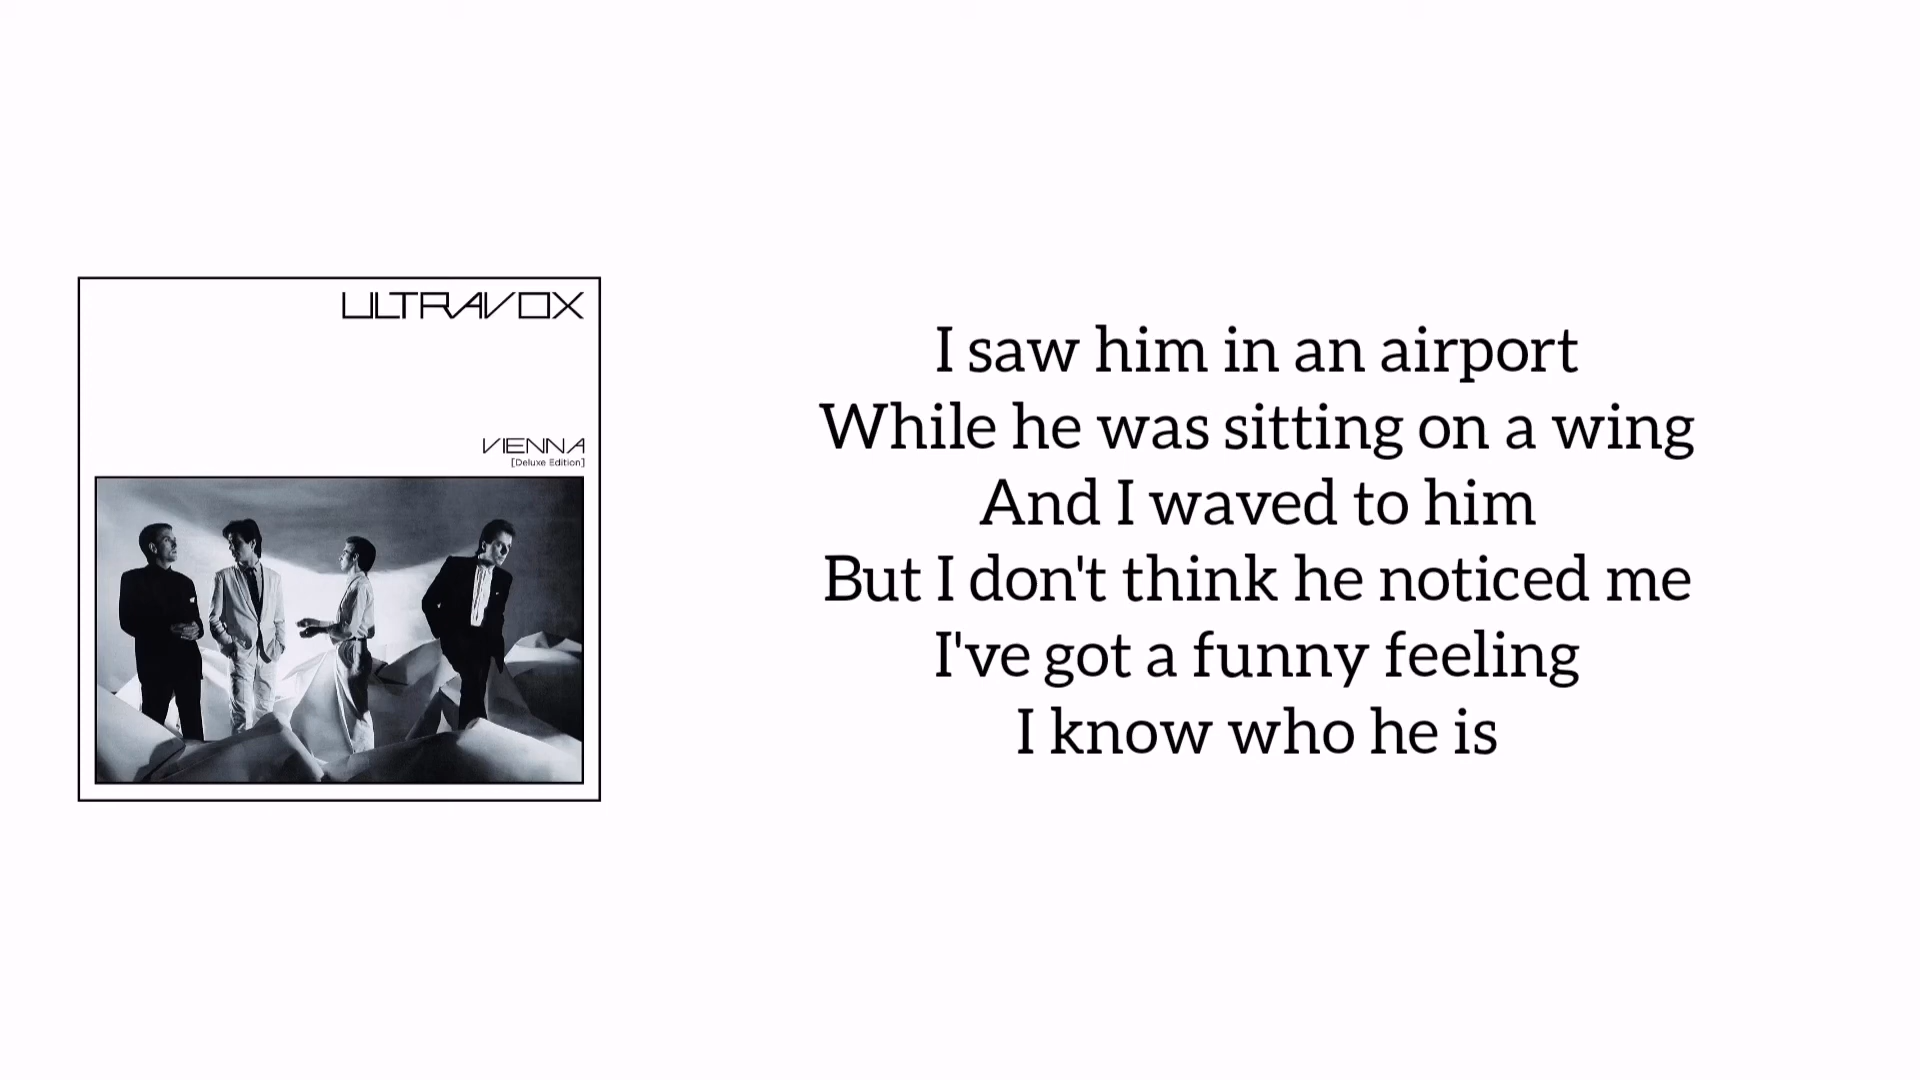 ULTRAVOX
VIENNA
[Deluxe Edition]
I saw him in an airport
While he was sitting on a wing
And I waved to him
But I don't think he noticed me
I've got a funny feeling
I know who he is